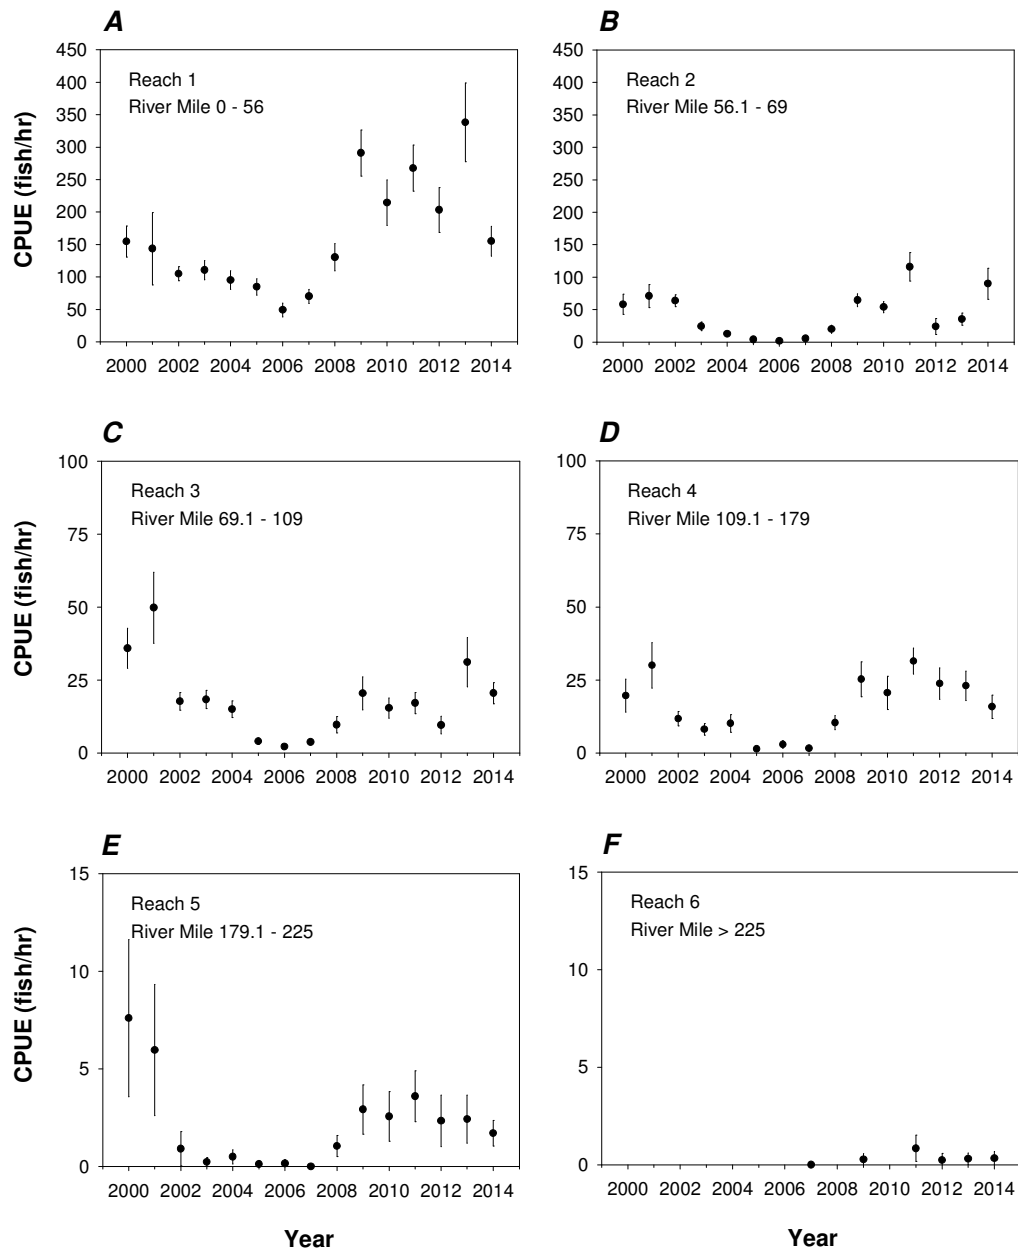 A
450
400
350
300
250
200
150
100
50
0
CPUE (fish/hr)
Reach 1
River Mile 0 - 56
2000 2002 2004 2006 2008 2010 2012 2014
B
450
400
350
300
250
200
150
100
50
0
Reach 2
River Mile 56.1 - 69
2000 2002 2004 2006 2008 2010 2012 2014
C
100
75
50
25
0
CPUE (fish/hr)
Reach 3
River Mile 69.1 - 109
2000 2002 2004 2006 2008 2010 2012 2014
D
100
75
50
25
0
Reach 4
River Mile 109.1 - 179
2000 2002 2004 2006 2008 2010 2012 2014
E
15
10
5
0
CPUE (fish/hr)
Reach 5
River Mile 179.1 - 225
2000 2002 2004 2006 2008 2010 2012 2014
Year
F
15
10
5
0
Reach 6
River Mile > 225
2000 2002 2004 2006 2008 2010 2012 2014
Year